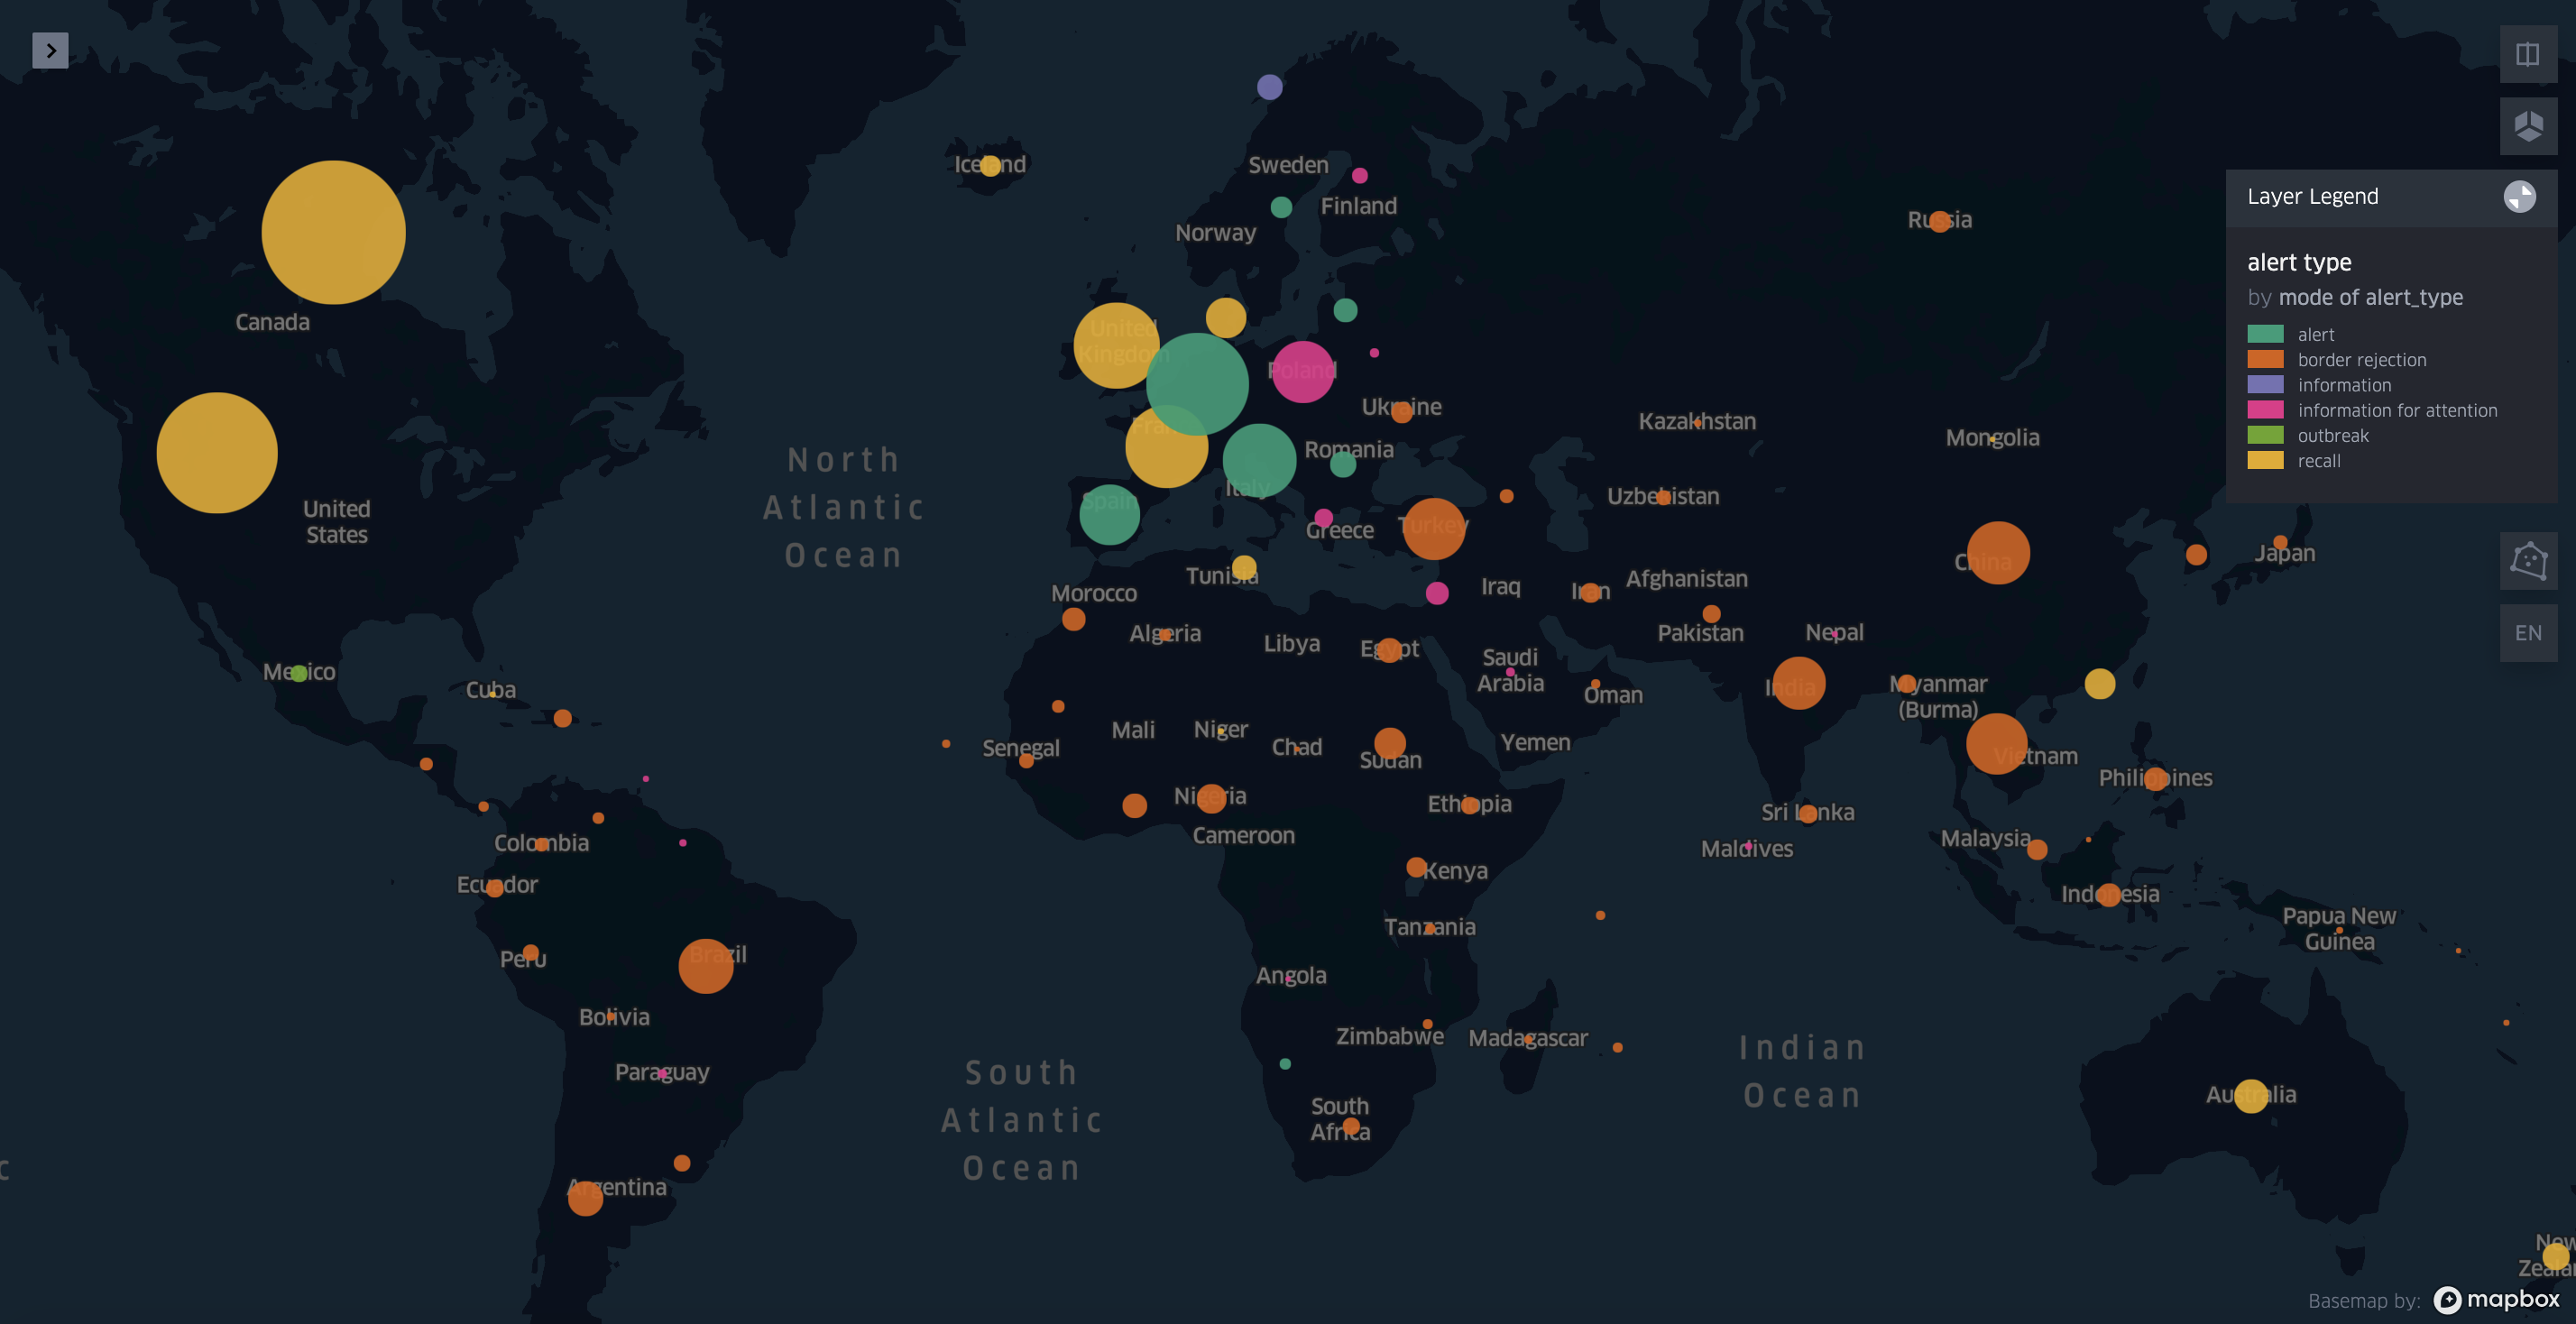 Iceland
Sweden
Finland
Norway
Russia
Canada
United
Kingdom
Poland
Ukraine
France
Romania
Kazakhstan
Mongolia
North
Atlantic
Ocean
Spain
Italy
Greece
Turkey
Uzbekistan
United
States
China
Japan
Tunisia
Morocco
Iraq
Iran
Afghanistan
Algeria
Libya
Egypt
Pakistan
Nepal
Saudi
Arabia
Oman
Mexico
Cuba
India
Myanmar
(Burma)
Mali
Niger
Chad
Senegal
Sudan
Yemen
Vietnam
Philippines
Nigeria
Ethiopia
Sri Lanka
Cameroon
Colombia
Maldives
Malaysia
Ecuador
Kenya
Indonesia
Tanzania
Papua New
Guinea
Peru
Brazil
Angola
Bolivia
Zimbabwe
Madagascar
Indian
Ocean
Paraguay
South
Atlantic
Ocean
South
Africa
Australia
Argentina
c
New
Zealan
Layer Legend
alert type
by mode of alert_type
alert
border rejection
information
information for attention
outbreak
recall
EN
Basemap by: mapbox